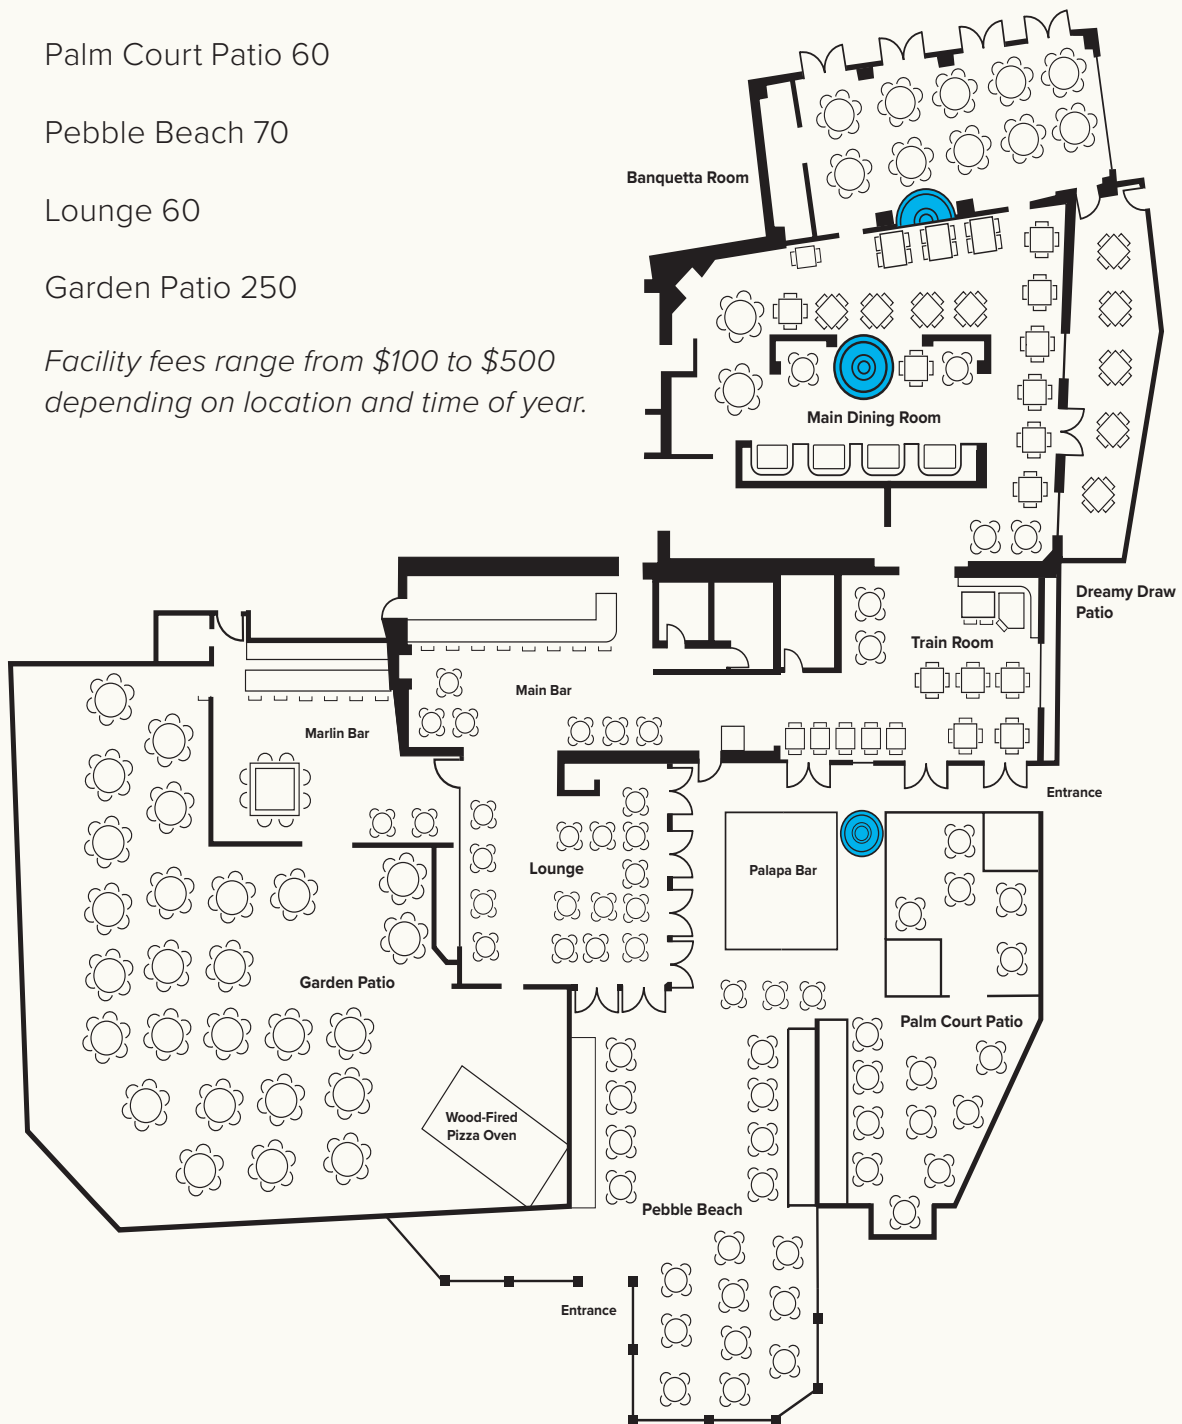 Palm Court Patio 60
Pebble Beach 70
Lounge 60
Garden Patio 250
Facility fees range from $100 to $500
depending on location and time of year.
Banquetta Room
Main Dining Room
Dreamy Draw
Patio
Train Room
Main Bar
Marlin Bar
Entrance
Lounge
Palapa Bar
Garden Patio
Palm Court Patio
Wood-Fired
Pizza Oven
Pebble Beach
Entrance